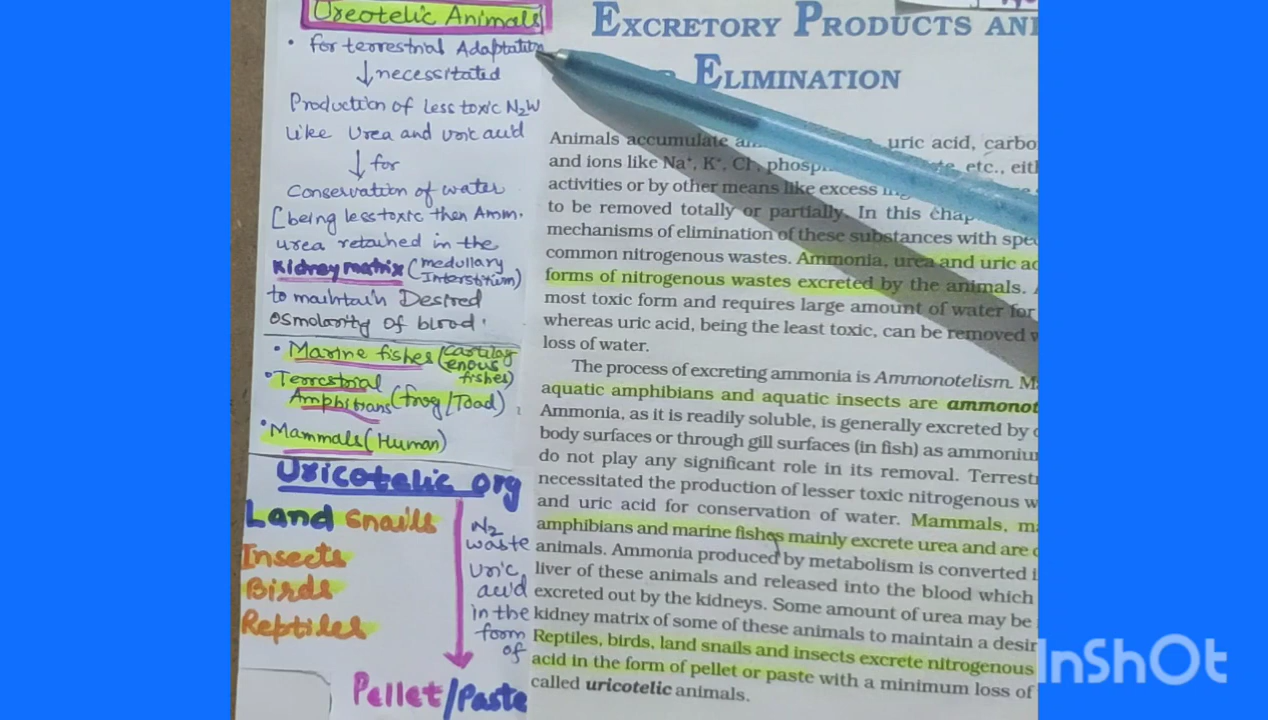 Ureotelic Animals
• for terrestrial Adaptation
↓ necessitated
Production of less toxic N2W
like Urea and uric acid
↓ for
Conservation of water
[being less toxic then Amm.
urea retained in the
Kidney matrix (medullary
Interstitium)
to maintain Desired
osmolority of blood.
• Marine fishes (cartilag
enous
fishes)
• Terrestrial
Amphibians (frog/Toad)
• Mammals (Human)
Uricotelic org
Land snails
Insects
Birds
Reptiles
N2
waste
Uric
acid
in the
form
of
Pellet/Paste
EXCRETORY PRODUCTS AN
ELIMINATION
Animals accumulate uric acid, carbo
and ions like Na+, K+, Cl-, etc., eit
activities or by other means like excess
to be removed totally or partially. In this chap
mechanisms of elimination of these substances with spe
common nitrogenous wastes. Ammonia, urea and uric ac
forms of nitrogenous wastes excreted by the animals.
most toxic form and requires large amount of water for
whereas uric acid, being the least toxic, can be removed w
loss of water.
The process of excreting ammonia is Ammonotelism. M
aquatic amphibians and aquatic insects are ammonot
Ammonia, as it is readily soluble, is generally excreted by
body surfaces or through gill surfaces (in fish) as ammoniu
do not play any significant role in its removal. Terrest
necessitated the production of lesser toxic nitrogenous w
and uric acid for conservation of water. Mammals, m
amphibians and marine fishes mainly excrete urea and are
animals. Ammonia produced by metabolism is converted i
liver of these animals and released into the blood which
excreted out by the kidneys. Some amount of urea may be
kidney matrix of some of these animals to maintain a desir
Reptiles, birds, land snails and insects excrete nitrogenous
acid in the form of pellet or paste with a minimum loss of
called uricotelic animals.
InShOt